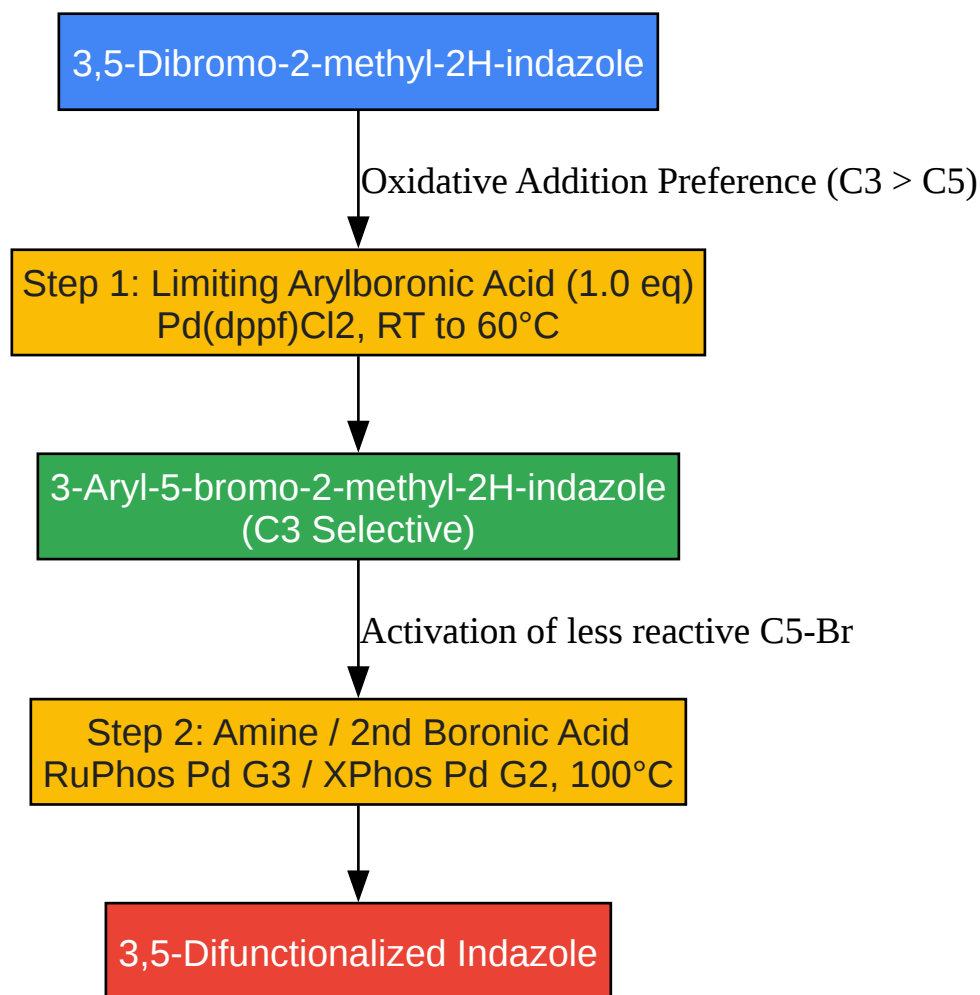 3,5-Dibromo-2-methyl-2H-indazole
Oxidative Addition Preference (C3 > C5)
Step 1: Limiting Arylboronic Acid (1.0 eq)
Pd(dppf)Cl2, RT to 60°C
3-Aryl-5-bromo-2-methyl-2H-indazole
(C3 Selective)
Activation of less reactive C5-Br
Step 2: Amine / 2nd Boronic Acid
RuPhos Pd G3 / XPhos Pd G2, 100°C
3,5-Difunctionalized Indazole